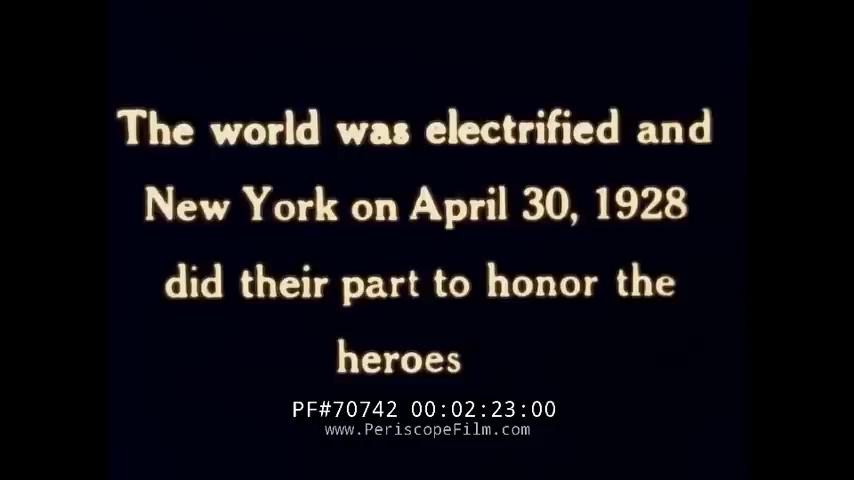 The world was electrified and
New York on April 30, 1928
did their part to honor the
heroes
PF#70742 00:02:23:00
www.PeriscopeFilm.com